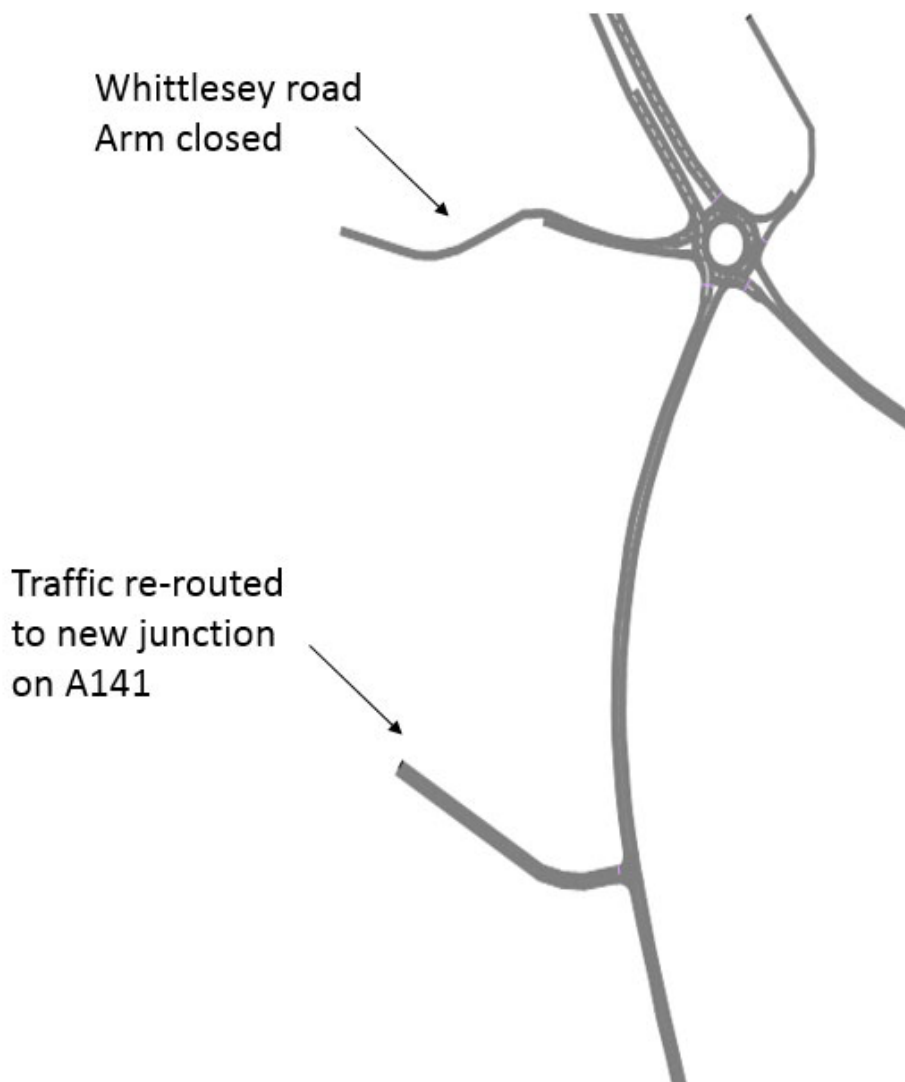 Whittlesey road
Arm closed
Traffic re-routed
to new junction
on A141